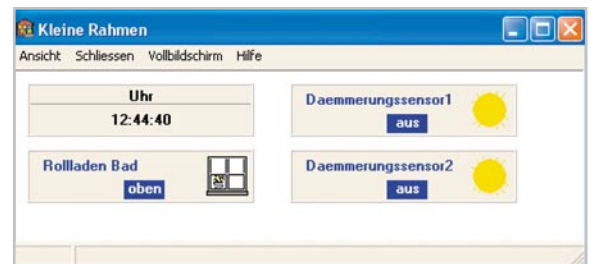 Kleine Rahmen
Ansicht Schliessen Vollbildschirm Hilfe
Uhr
12:44:40
Daemmerungssensor1
aus
Rollladen Bad
oben
Daemmerungssensor2
aus